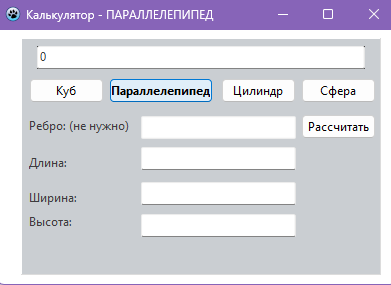 Калькулятор - ПАРАЛЛЕЛЕПИПЕД
0
Куб Параллелепипед Цилиндр Сфера
Ребро: (не нужно) Рассчитать
Длина:
Ширина:
Высота: